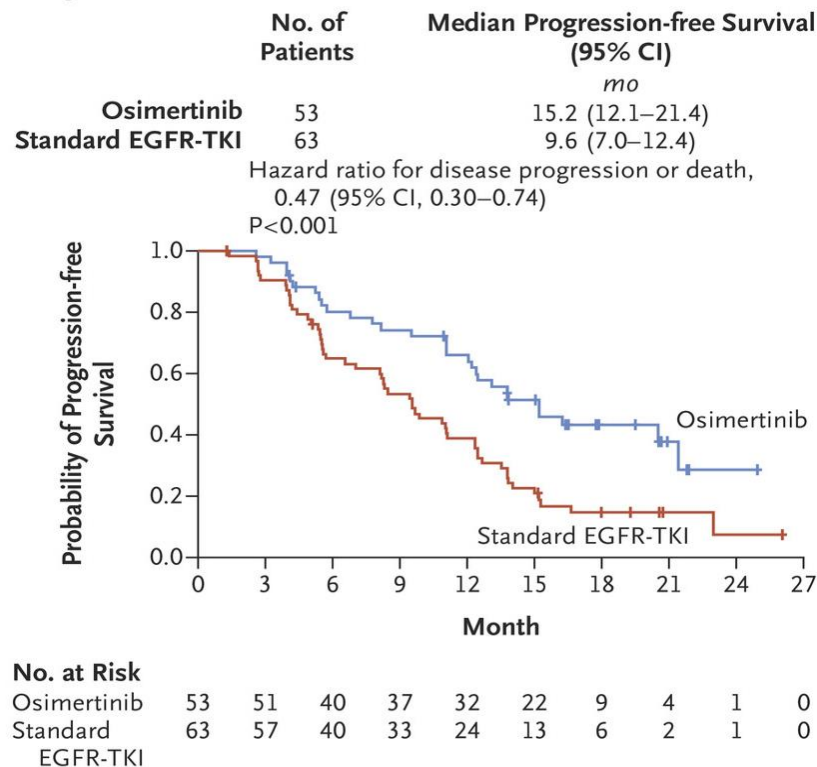 No. of Patients
Median Progression-free Survival (95% CI)
mo
Osimertinib 53 15.2 (12.1–21.4)
Standard EGFR-TKI 63 9.6 (7.0–12.4)
Hazard ratio for disease progression or death,
0.47 (95% CI, 0.30–0.74)
P<0.001
Probability of Progression-free
Survival
1.0
0.8
0.6
0.4
0.2
0.0
Osimertinib
Standard EGFR-TKI
0 3 6 9 12 15 18 21 24 27
Month
No. at Risk
Osimertinib 53 51 40 37 32 22 9 4 1 0
Standard 63 57 40 33 24 13 6 2 1 0
EGFR-TKI